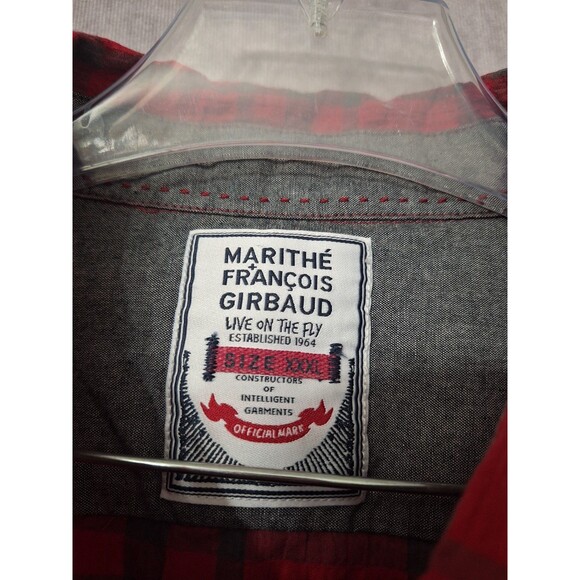 MARITHÉ
+
FRANÇOIS
GIRBAUD
LIVE ON THE FLY
ESTABLISHED 1964
SIZE XXXL
CONSTRUCTORS
OF
INTELLIGENT
GARMENTS
OFFICIAL MARK